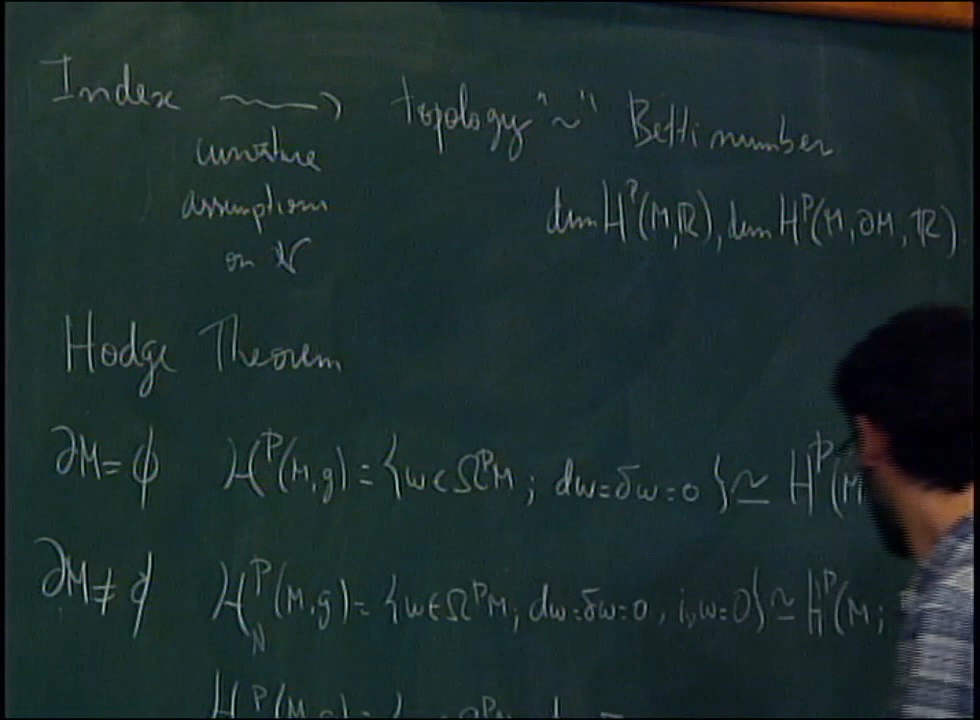 Index ⟿ topology "~" Betti number
curvature
assumptions
on N
dim H^p(M,ℝ), dim H^p(M,∂M,ℝ)
Hodge Theorem
∂M=∅ ℋ^p(M,g) = {ω∈Ω^pM; dω=δω=0} ≃ H^p(M
∂M≠∅ ℋ^p_N(M,g) = {ω∈Ω^pM; dω=δω=0, i_νω=0} ≃ H^p(M;